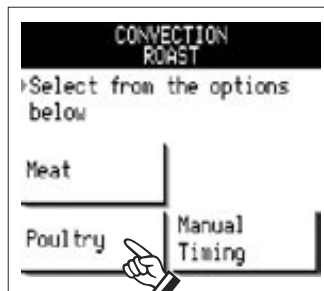 CONVECTION
ROAST
Select from the options
below
Meat
Poultry
Manual
Timing